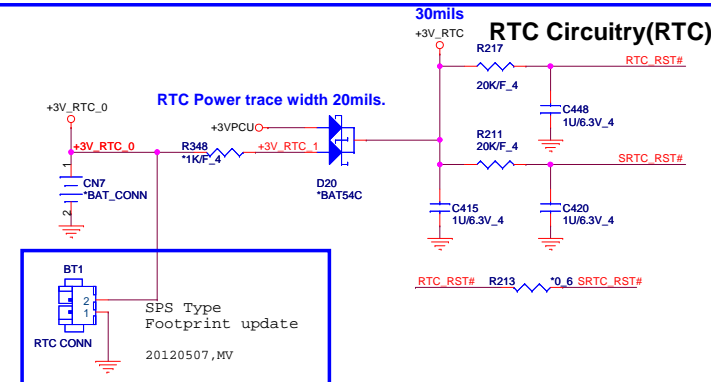 30mils
RTC Circuitry(RTC)
+3V_RTC
R217
RTC_RST#
20K/F_4
+3V_RTC_0
RTC Power trace width 20mils.
C448
1U/6.3V_4
+3VPCU
R211
20K/F_4
+3V_RTC_0
R348
*1K/F_4
+3V_RTC_1
SRTC_RST#
1
CN7
*BAT_CONN
2
D20
*BAT54C
C415
1U/6.3V_4
C420
1U/6.3V_4
BT1
2
1
RTC CONN
SPS Type
Footprint update
20120507,MV
RTC_RST# R213 *0_6 SRTC_RST#